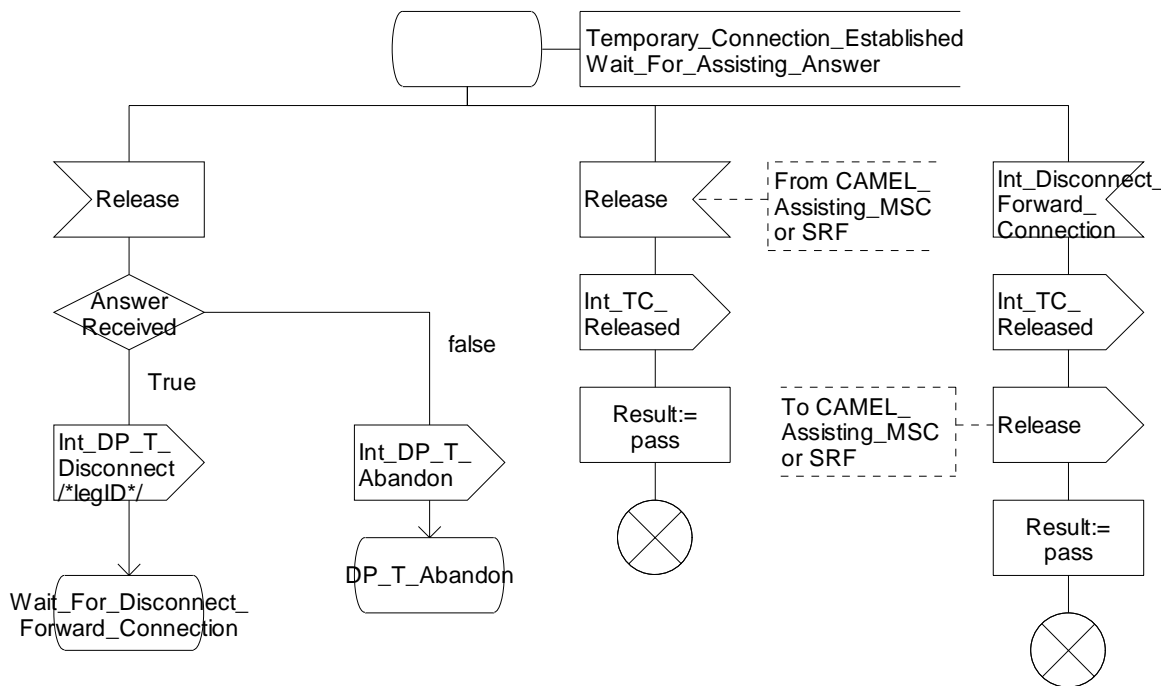 Temporary_Connection_Established
Wait_For_Assisting_Answer
Release
Release
From CAMEL_
Assisting_MSC
or SRF
Int_Disconnect_
Forward_
Connection
Answer
Received
Int_TC_
Released
Int_TC_
Released
false
True
Result:=
pass
To CAMEL_
Assisting_MSC
or SRF
Release
Int_DP_T_
Disconnect
/*legID*/
Int_DP_T_
Abandon
Result:=
pass
DP_T_Abandon
Wait_For_Disconnect_
Forward_Connection